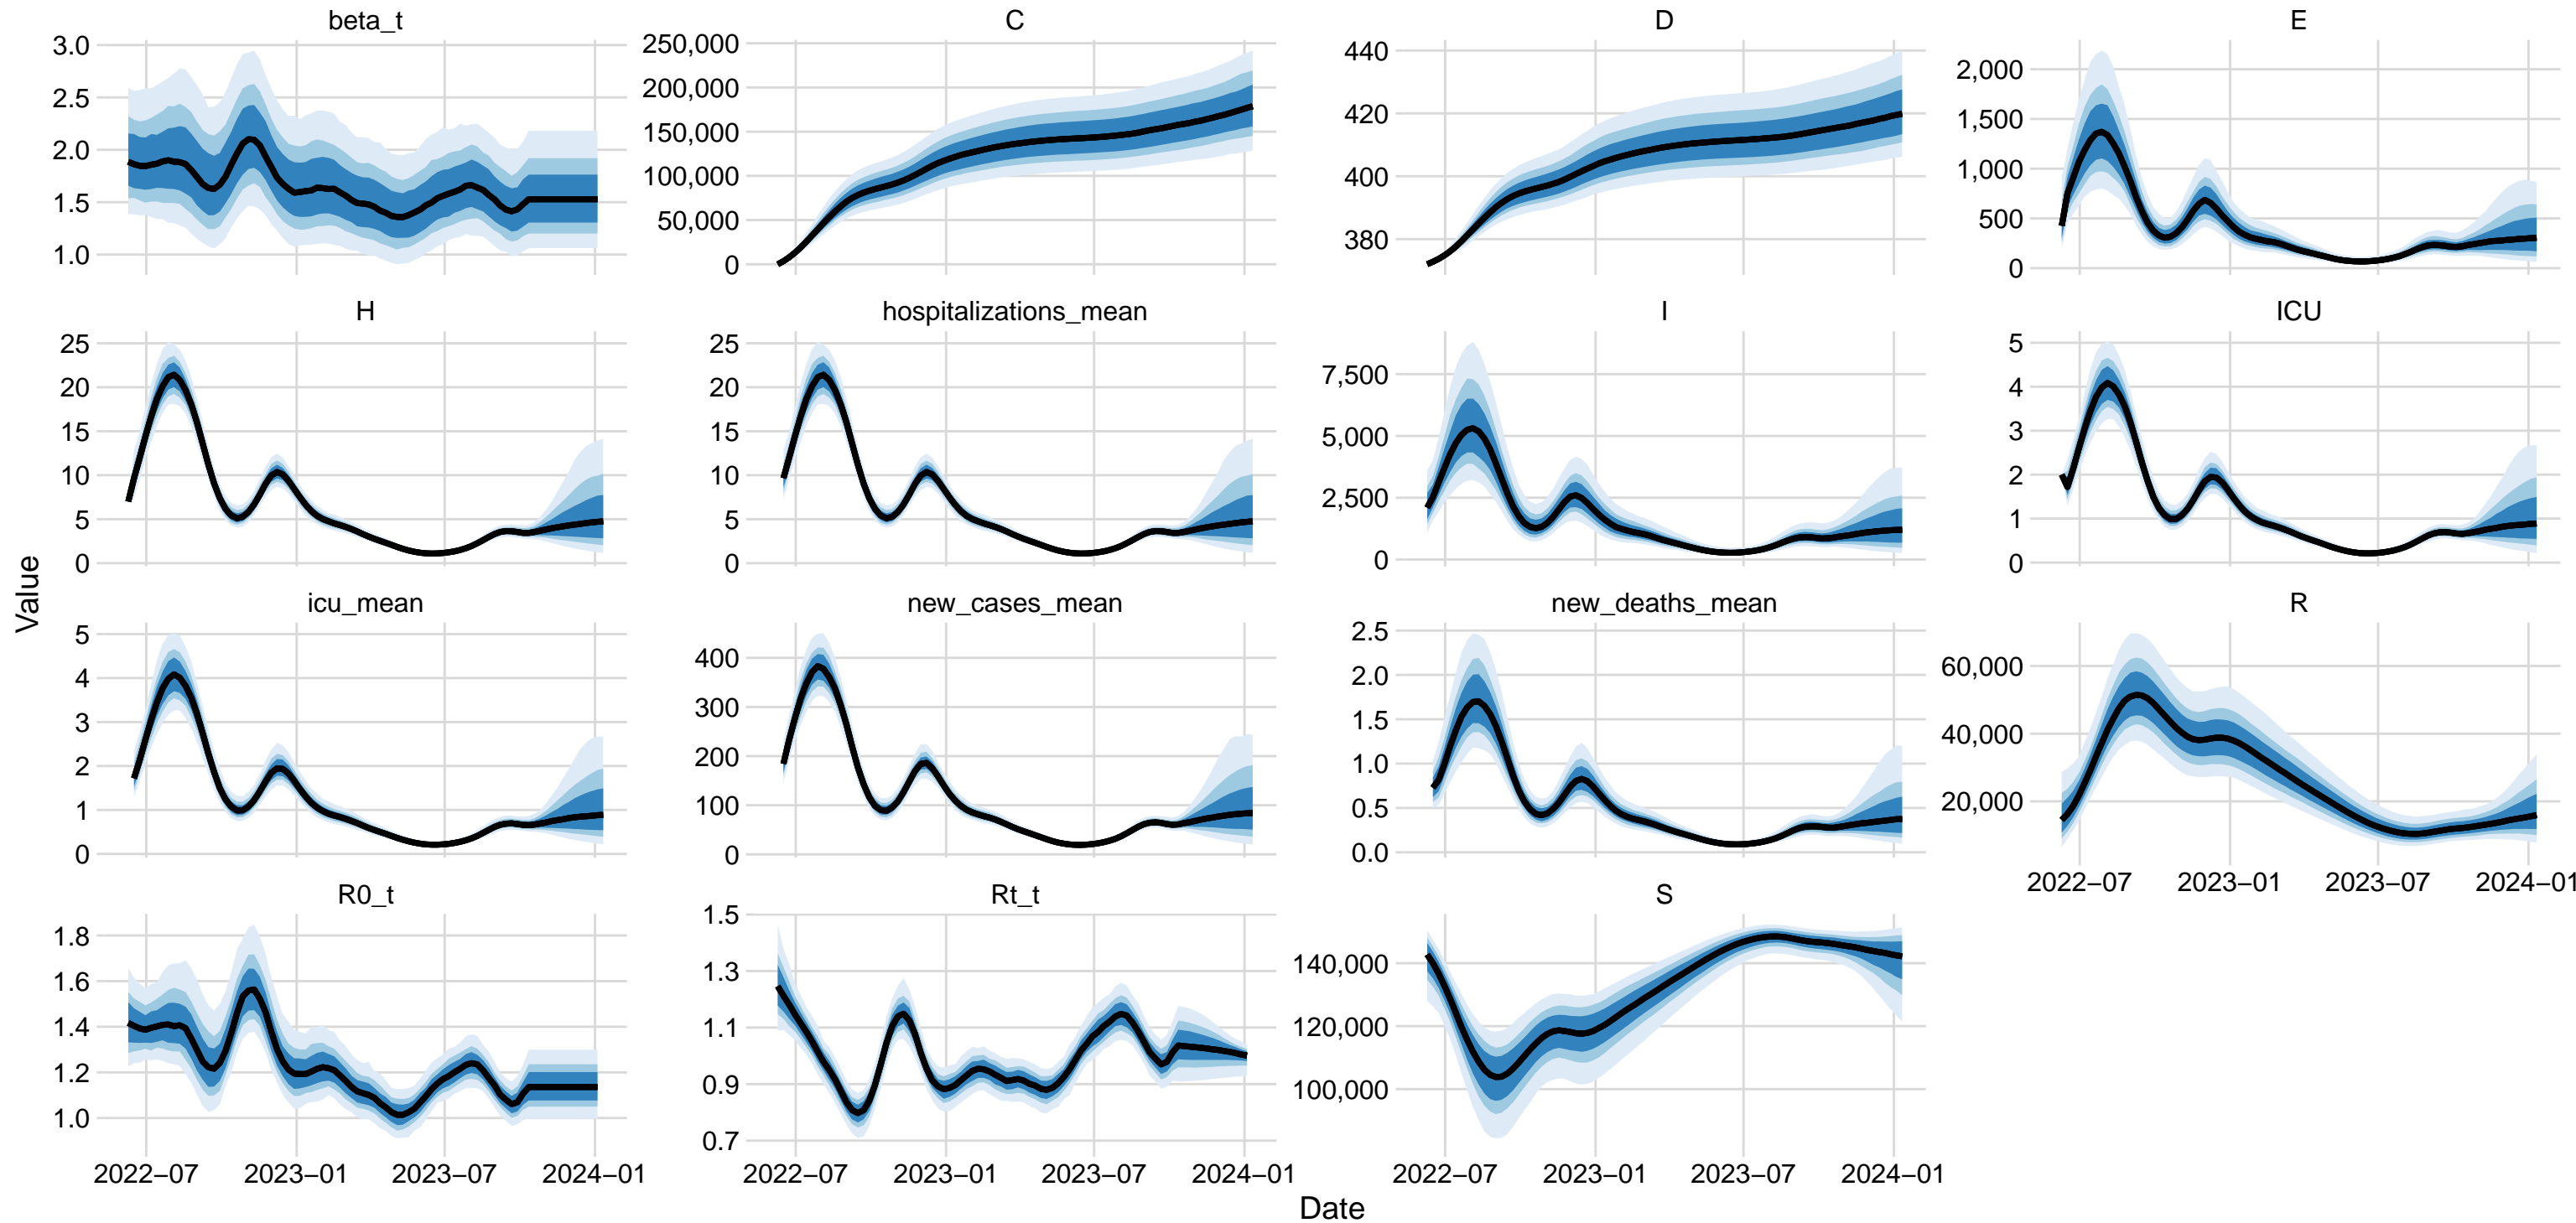 beta_t C D E
3.0 2.5 2.0 1.5 1.0
250,000 200,000 150,000 100,000 50,000 0
440 420 400 380
2,000 1,500 1,000 500 0
H hospitalizations_mean I ICU
25 20 15 10 5 0
25 20 15 10 5 0
7,500 5,000 2,500 0
5 4 3 2 1 0
icu_mean new_cases_mean new_deaths_mean R
5 4 3 2 1 0
400 300 200 100 0
2.5 2.0 1.5 1.0 0.5 0.0
60,000 40,000 20,000
2022−07 2023−01 2023−07 2024−01
R0_t Rt_t S
1.8 1.6 1.4 1.2 1.0
1.5 1.3 1.1 0.9 0.7
140,000 120,000 100,000
2022−07 2023−01 2023−07 2024−01
2022−07 2023−01 2023−07 2024−01
2022−07 2023−01 2023−07 2024−01
Value
Date